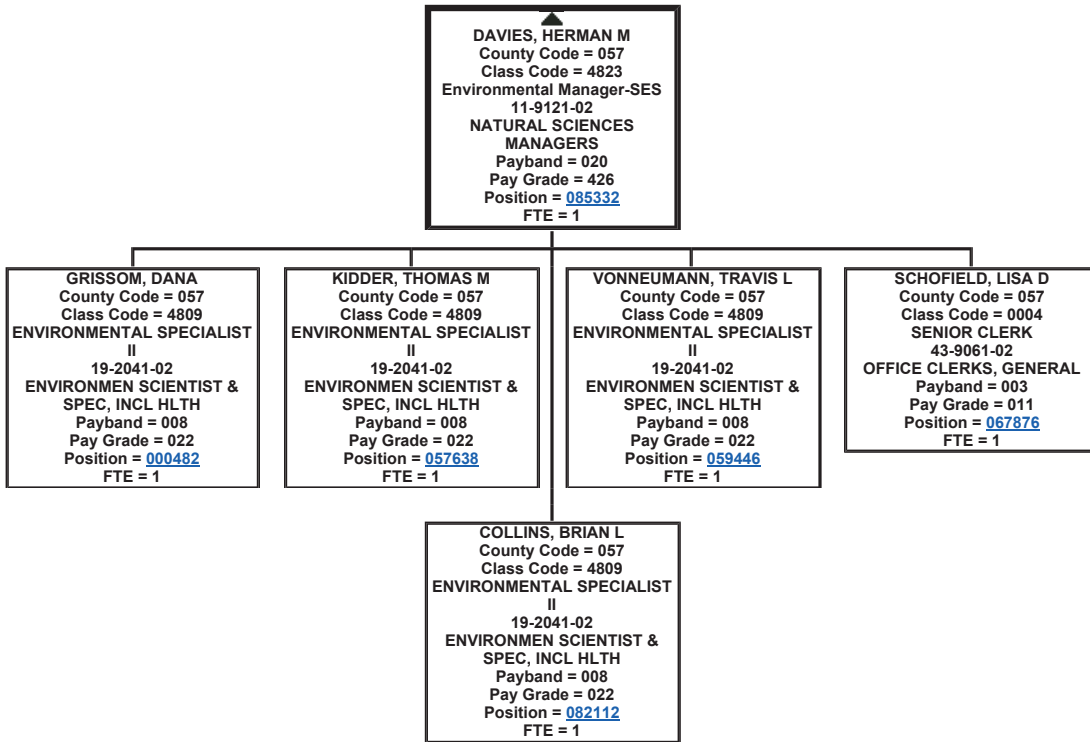 DAVIES, HERMAN M
County Code = 057
Class Code = 4823
Environmental Manager-SES
11-9121-02
NATURAL SCIENCES
MANAGERS
Payband = 020
Pay Grade = 426
Position = 085332
FTE = 1
GRISSOM, DANA
County Code = 057
Class Code = 4809
ENVIRONMENTAL SPECIALIST
II
19-2041-02
ENVIRONMEN SCIENTIST &
SPEC, INCL HLTH
Payband = 008
Pay Grade = 022
Position = 000482
FTE = 1
KIDDER, THOMAS M
County Code = 057
Class Code = 4809
ENVIRONMENTAL SPECIALIST
II
19-2041-02
ENVIRONMEN SCIENTIST &
SPEC, INCL HLTH
Payband = 008
Pay Grade = 022
Position = 057638
FTE = 1
VONNEUMANN, TRAVIS L
County Code = 057
Class Code = 4809
ENVIRONMENTAL SPECIALIST
II
19-2041-02
ENVIRONMEN SCIENTIST &
SPEC, INCL HLTH
Payband = 008
Pay Grade = 022
Position = 059446
FTE = 1
SCHOFIELD, LISA D
County Code = 057
Class Code = 0004
SENIOR CLERK
43-9061-02
OFFICE CLERKS, GENERAL
Payband = 003
Pay Grade = 011
Position = 067876
FTE = 1
COLLINS, BRIAN L
County Code = 057
Class Code = 4809
ENVIRONMENTAL SPECIALIST
II
19-2041-02
ENVIRONMEN SCIENTIST &
SPEC, INCL HLTH
Payband = 008
Pay Grade = 022
Position = 082112
FTE = 1